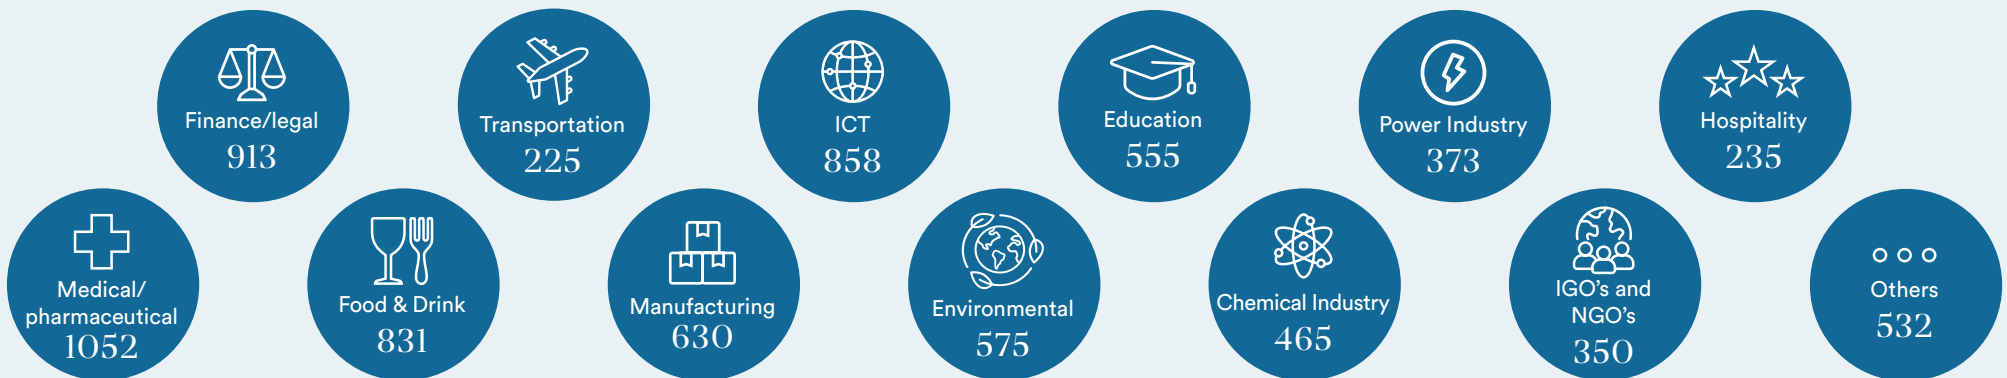 Finance/legal
913
Transportation
225
ICT
858
Education
555
Power Industry
373
Hospitality
235
Medical/
pharmaceutical
1052
Food & Drink
831
Manufacturing
630
Environmental
575
Chemical Industry
465
IGO’s and
NGO’s
350
Others
532